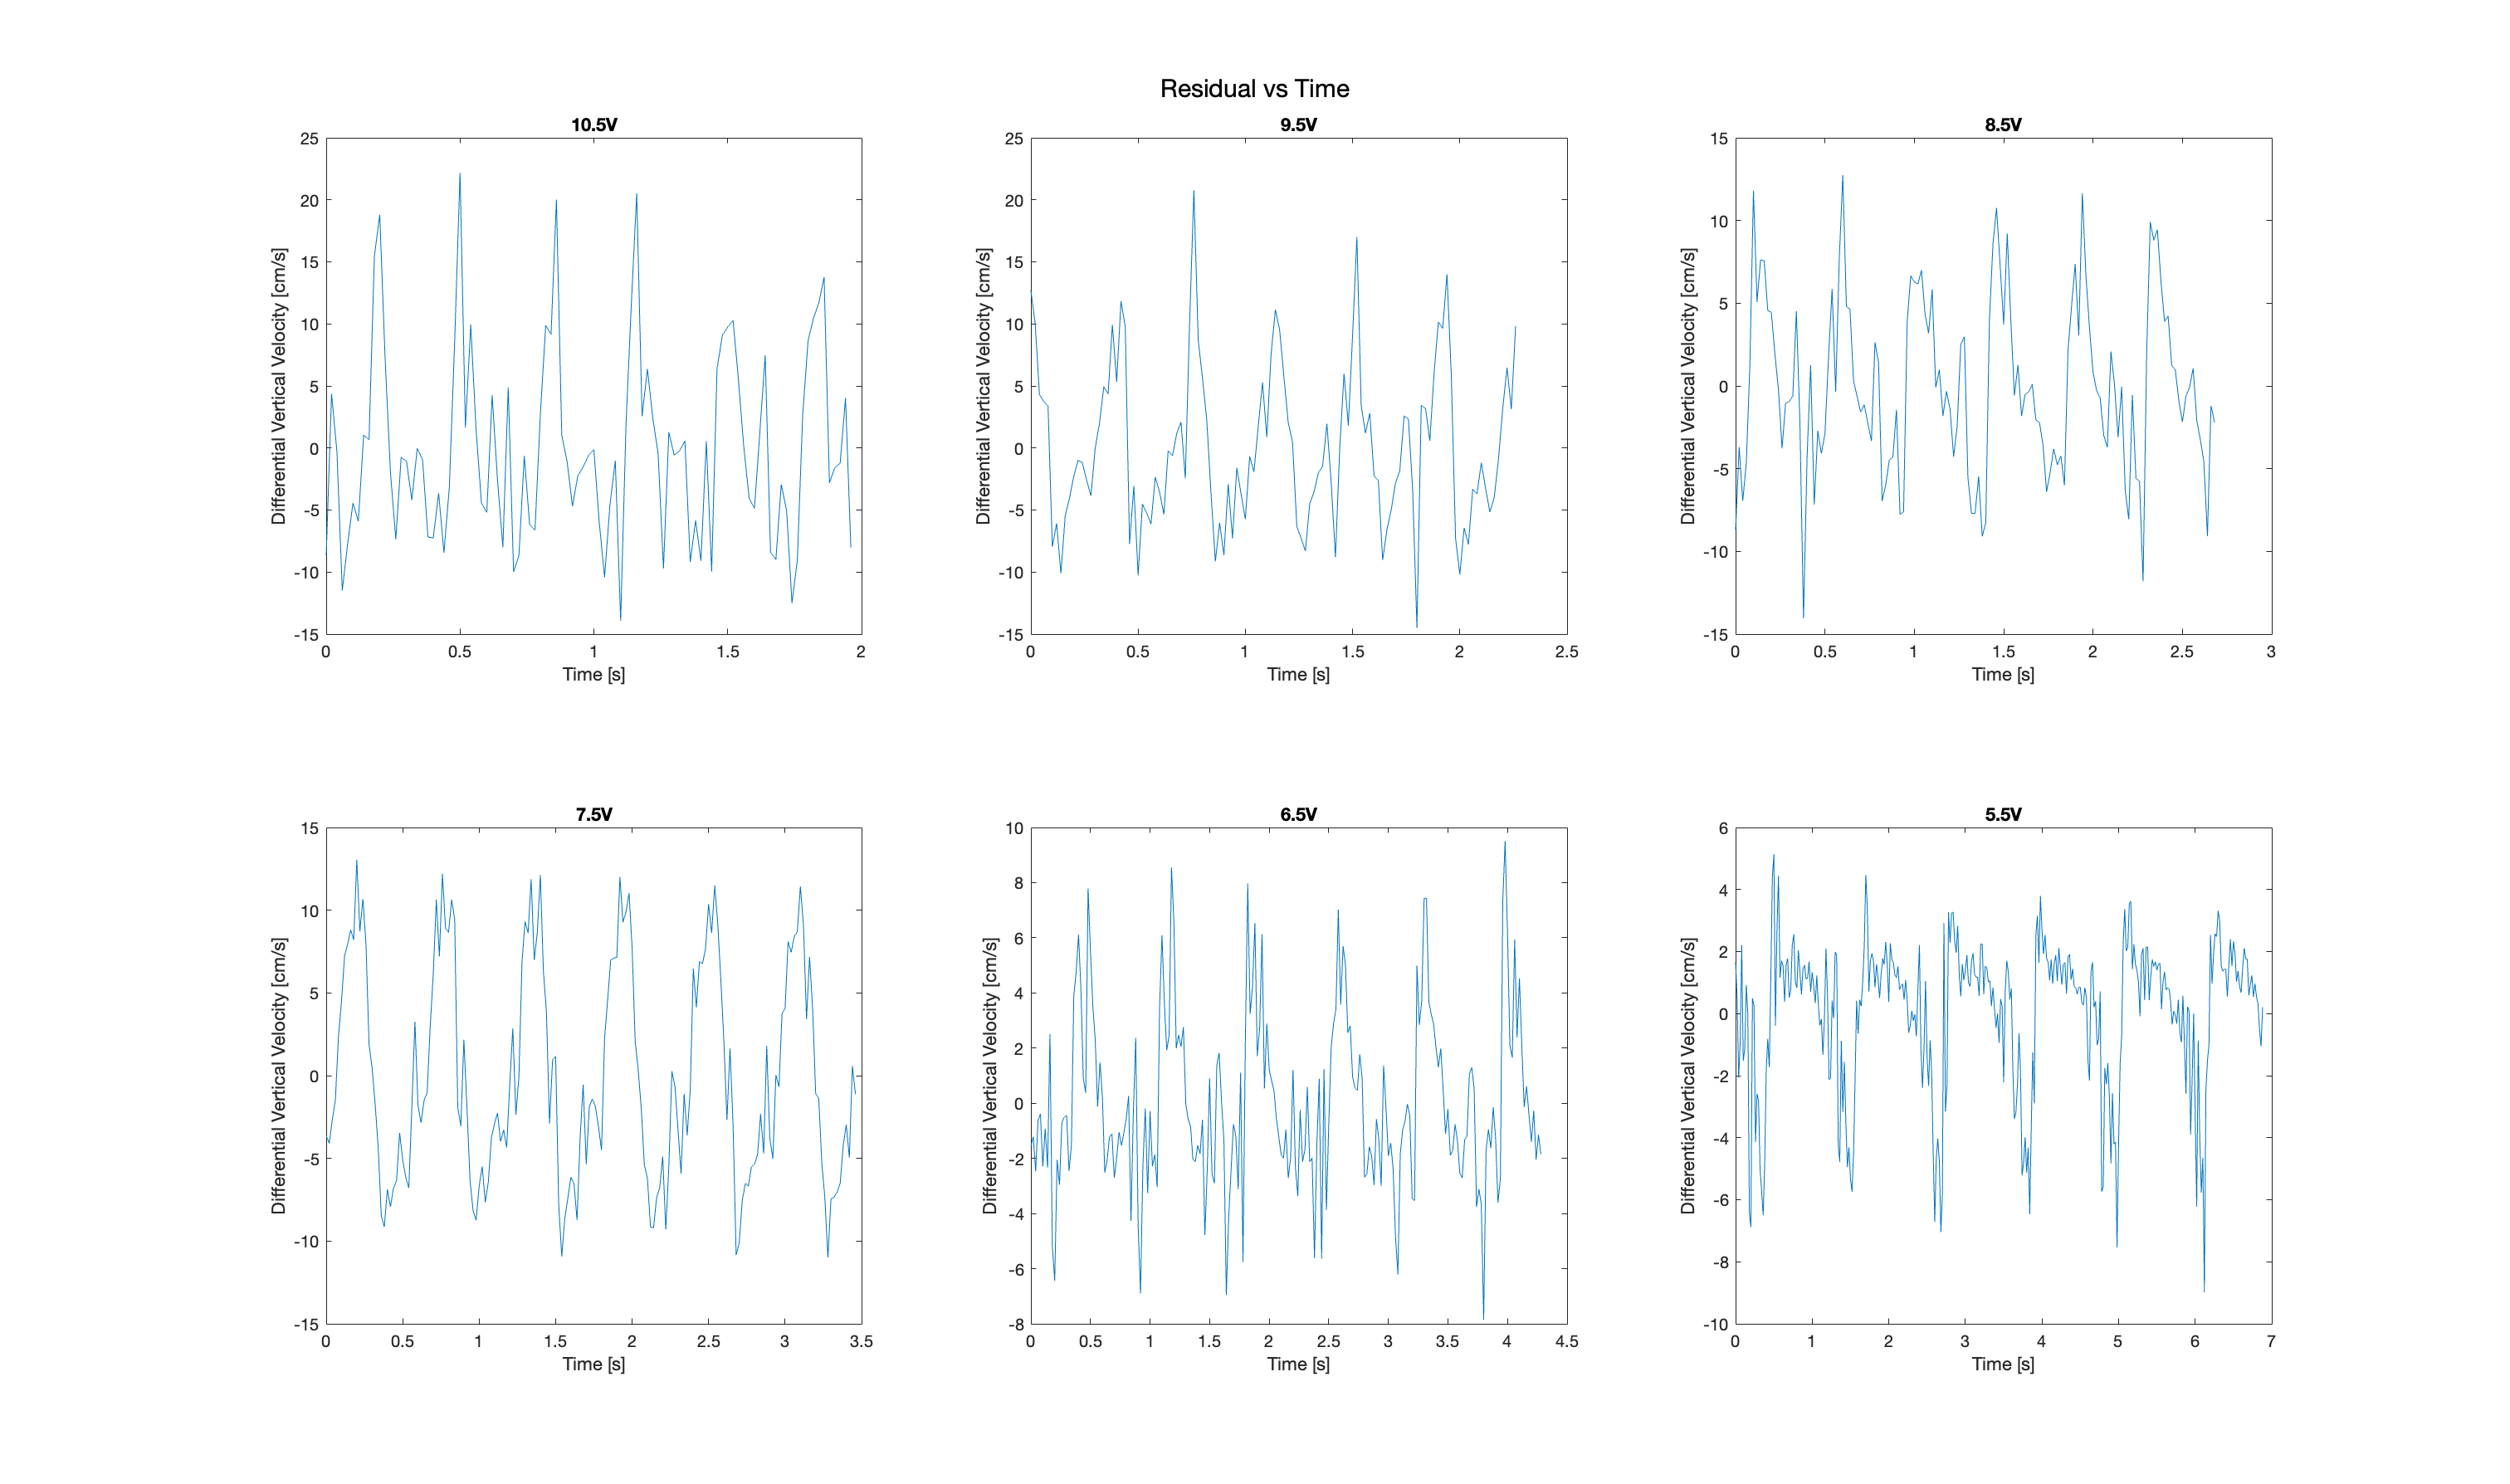 Residual vs Time
10.5V
25
20
15
10
5
0
-5
-10
-15
Differential Vertical Velocity [cm/s]
0 0.5 1 1.5 2
Time [s]
9.5V
25
20
15
10
5
0
-5
-10
-15
Differential Vertical Velocity [cm/s]
0 0.5 1 1.5 2 2.5
Time [s]
8.5V
15
10
5
0
-5
-10
-15
Differential Vertical Velocity [cm/s]
0 0.5 1 1.5 2 2.5 3
Time [s]
7.5V
15
10
5
0
-5
-10
-15
Differential Vertical Velocity [cm/s]
0 0.5 1 1.5 2 2.5 3 3.5
Time [s]
6.5V
10
8
6
4
2
0
-2
-4
-6
-8
Differential Vertical Velocity [cm/s]
0 0.5 1 1.5 2 2.5 3 3.5 4 4.5
Time [s]
5.5V
6
4
2
0
-2
-4
-6
-8
-10
Differential Vertical Velocity [cm/s]
0 1 2 3 4 5 6 7
Time [s]